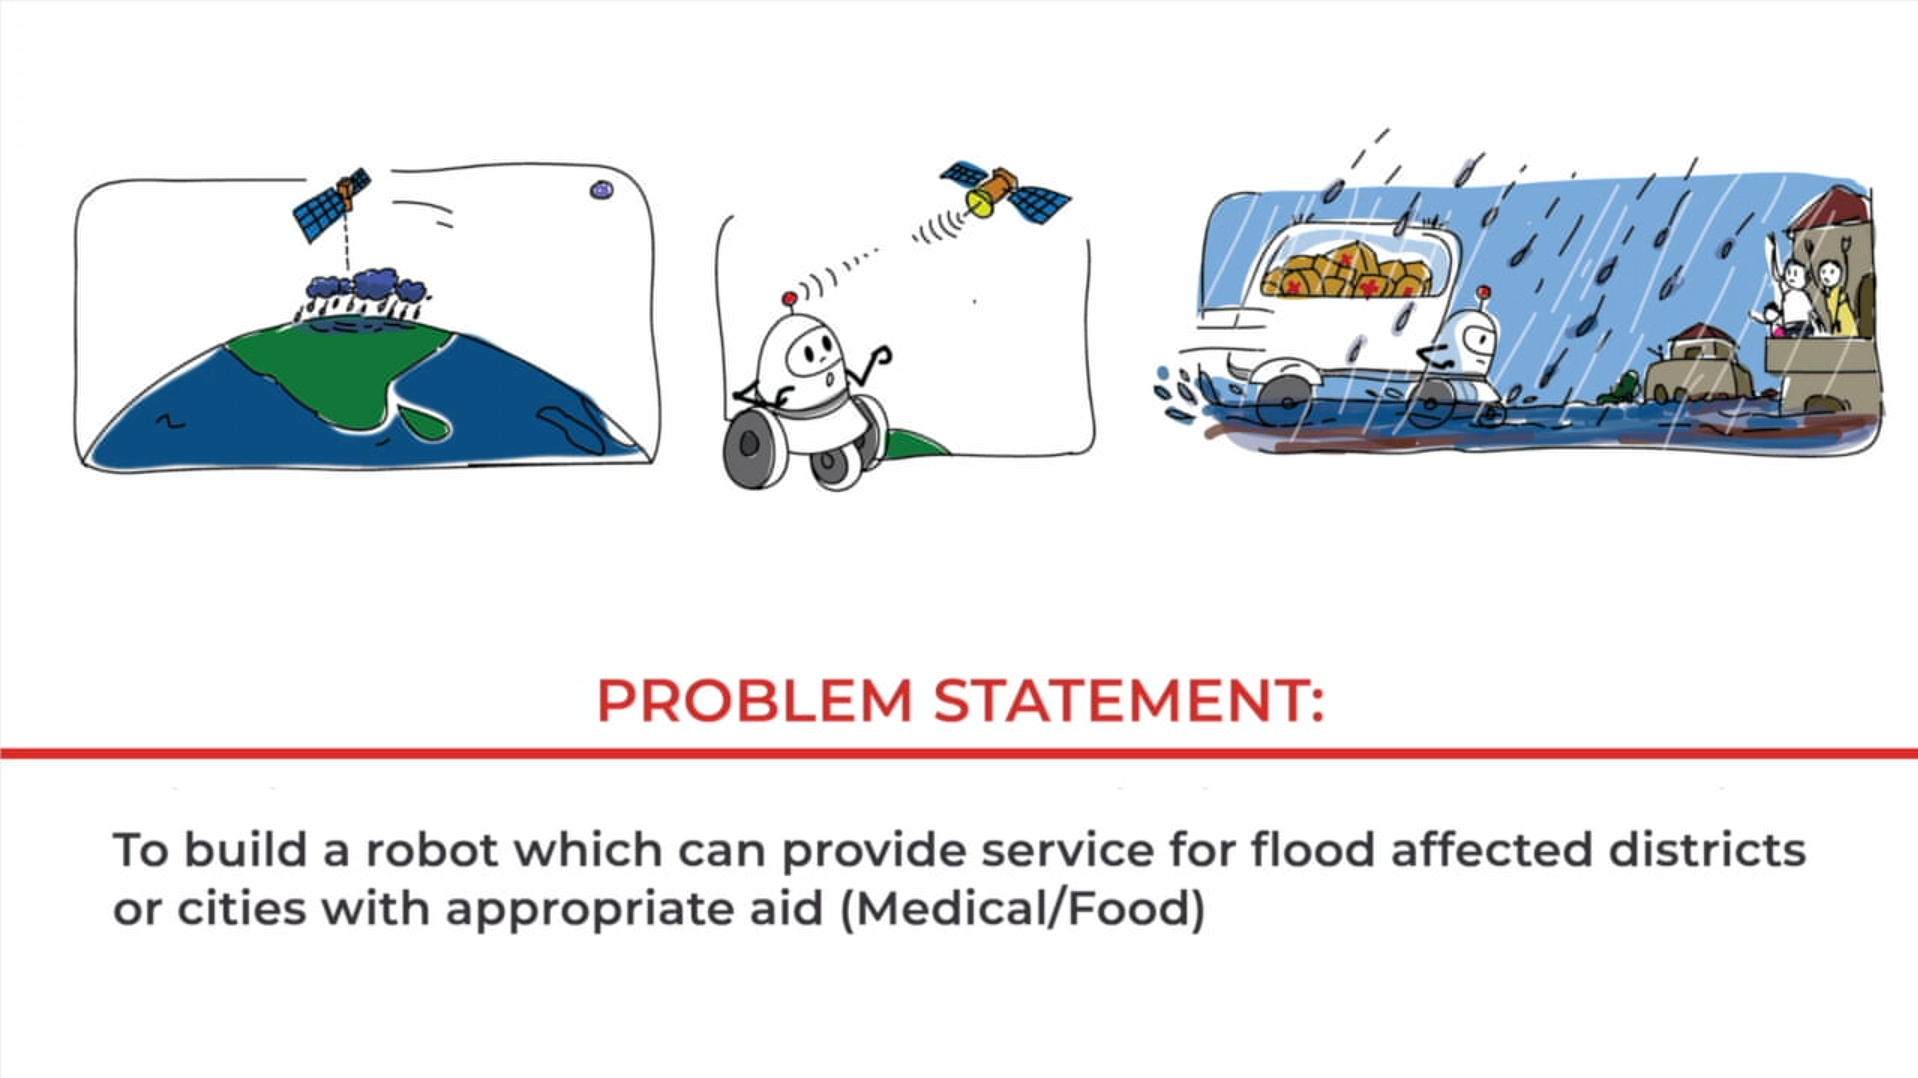 PROBLEM STATEMENT:
To build a robot which can provide service for flood affected districts
or cities with appropriate aid (Medical/Food)